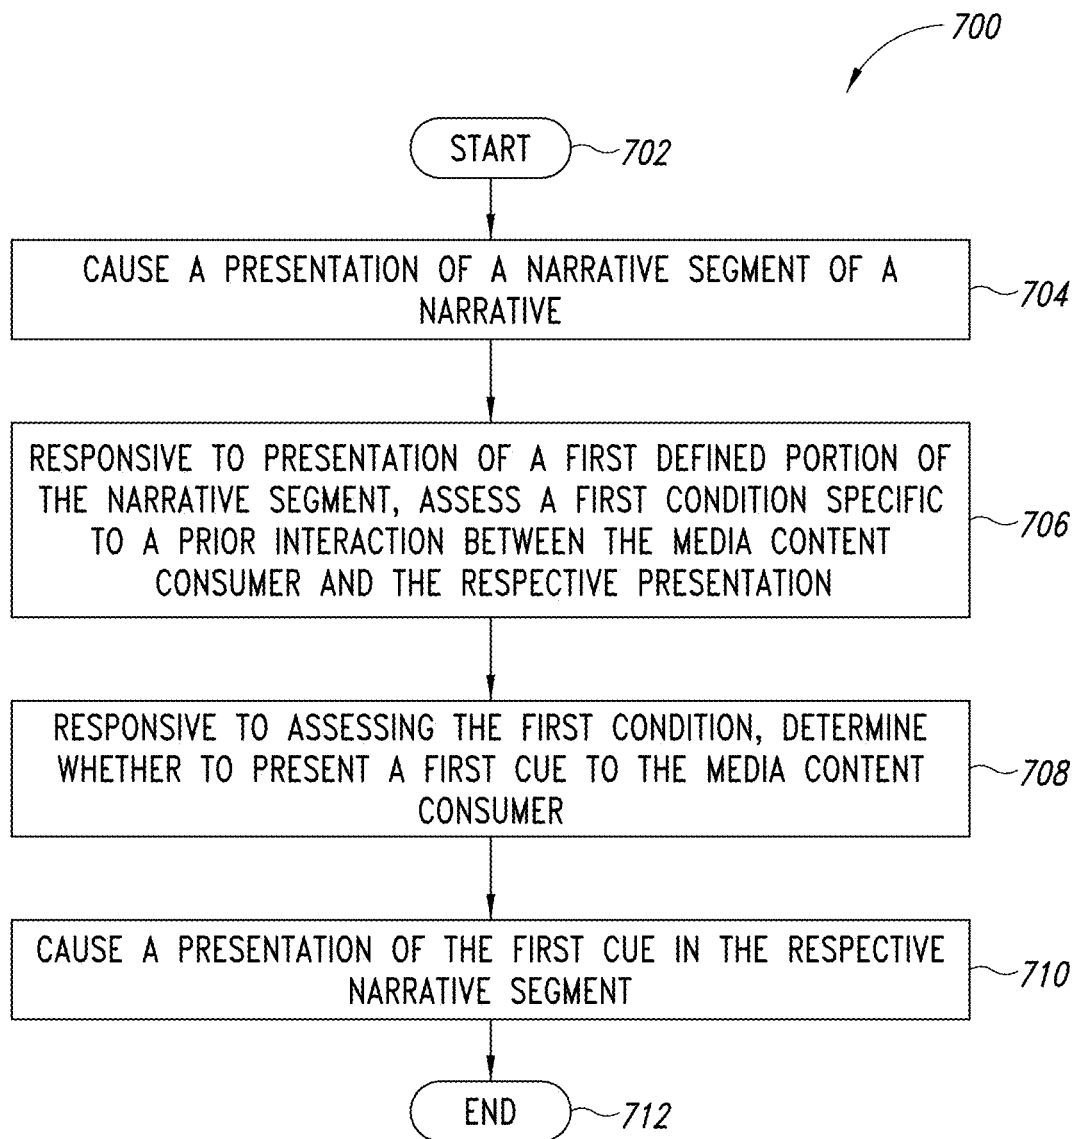 700
START
702
CAUSE A PRESENTATION OF A NARRATIVE SEGMENT OF A
NARRATIVE
704
RESPONSIVE TO PRESENTATION OF A FIRST DEFINED PORTION OF
THE NARRATIVE SEGMENT, ASSESS A FIRST CONDITION SPECIFIC
TO A PRIOR INTERACTION BETWEEN THE MEDIA CONTENT
CONSUMER AND THE RESPECTIVE PRESENTATION
706
RESPONSIVE TO ASSESSING THE FIRST CONDITION, DETERMINE
WHETHER TO PRESENT A FIRST CUE TO THE MEDIA CONTENT
CONSUMER
708
CAUSE A PRESENTATION OF THE FIRST CUE IN THE RESPECTIVE
NARRATIVE SEGMENT
710
END
712